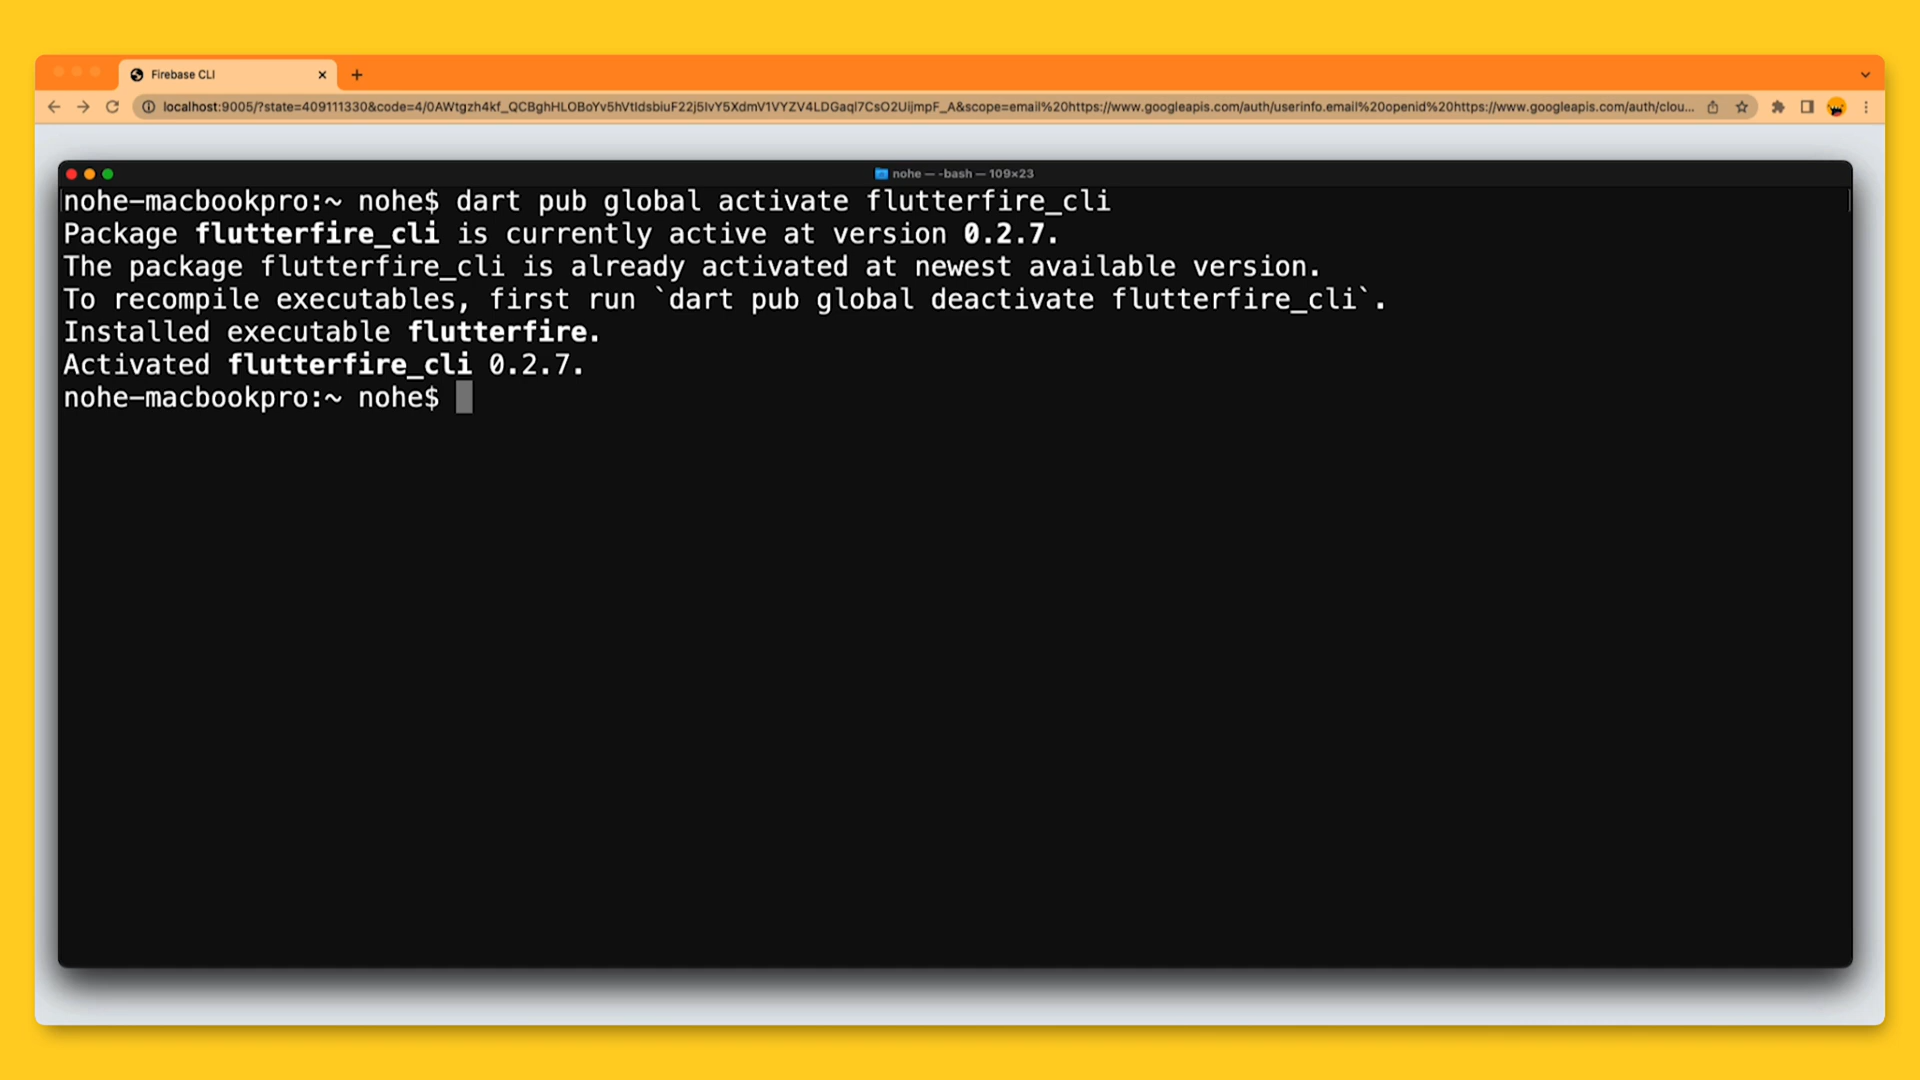 Firebase CLI
localhost:9005/?state=409111330&code=4/0AWtgzh4kf_QCBghHLOBoYv5hVtIdsbiuF22j5IvY5XdmV1VYZV4LDGaqI7CsO2UijmpF_A&scope=email%20https://www.googleapis.com/auth/userinfo.email%20openid%20https://www.googleapis.com/auth/clou...
nohe — -bash — 109×23
nohe-macbookpro:~ nohe$ dart pub global activate flutterfire_cli
Package flutterfire_cli is currently active at version 0.2.7.
The package flutterfire_cli is already activated at newest available version.
To recompile executables, first run `dart pub global deactivate flutterfire_cli`.
Installed executable flutterfire.
Activated flutterfire_cli 0.2.7.
nohe-macbookpro:~ nohe$